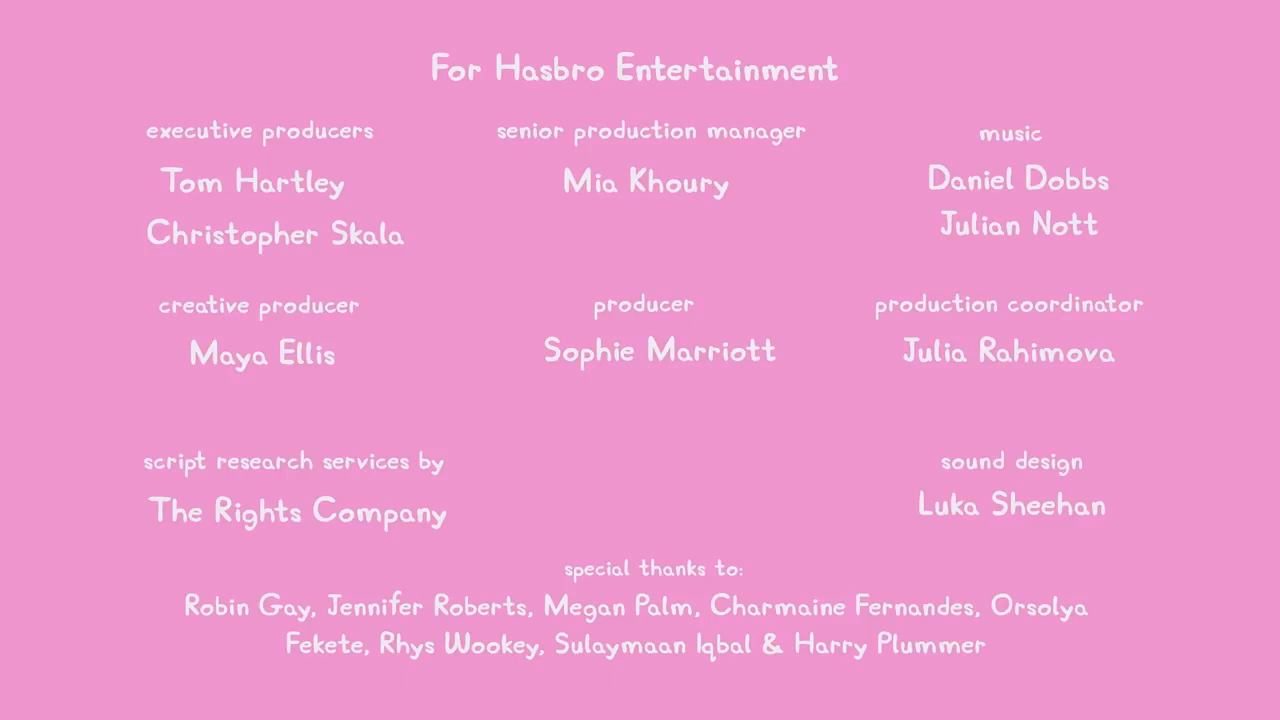 For Hasbro Entertainment
executive producers
Tom Hartley
Christopher Skala
senior production manager
Mia Khoury
music
Daniel Dobbs
Julian Nott
creative producer
Maya Ellis
producer
Sophie Marriott
production coordinator
Julia Rahimova
script research services by
The Rights Company
sound design
Luka Sheehan
special thanks to:
Robin Gay, Jennifer Roberts, Megan Palm, Charmaine Fernandes, Orsolya
Fekete, Rhys Wookey, Sulaymaan Iqbal & Harry Plummer